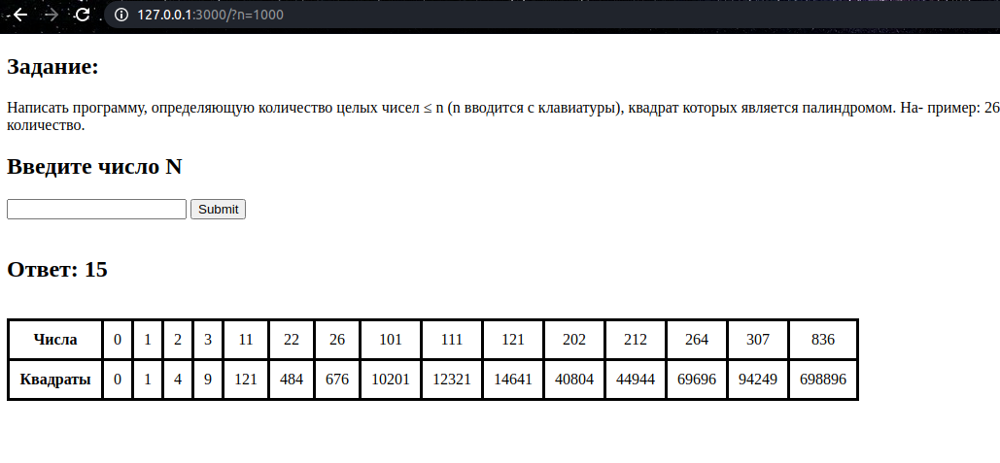 127.0.0.1:3000/?n=1000
Задание:
Написать программу, определяющую количество целых чисел ≤ n (n вводится с клавиатуры), квадрат которых является палиндромом. На- пример: 26
количество.
Введите число N
Submit
Ответ: 15
Числа 0 1 2 3 11 22 26 101 111 121 202 212 264 307 836
Квадраты 0 1 4 9 121 484 676 10201 12321 14641 40804 44944 69696 94249 698896